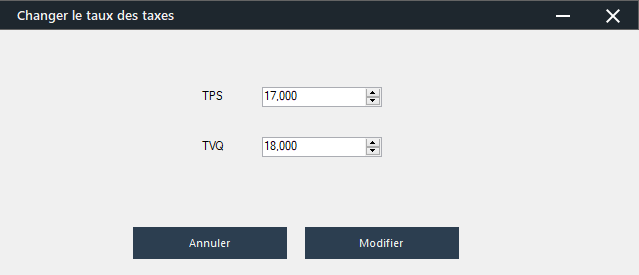 Changer le taux des taxes
TPS 17,000
TVQ 18,000
Annuler Modifier